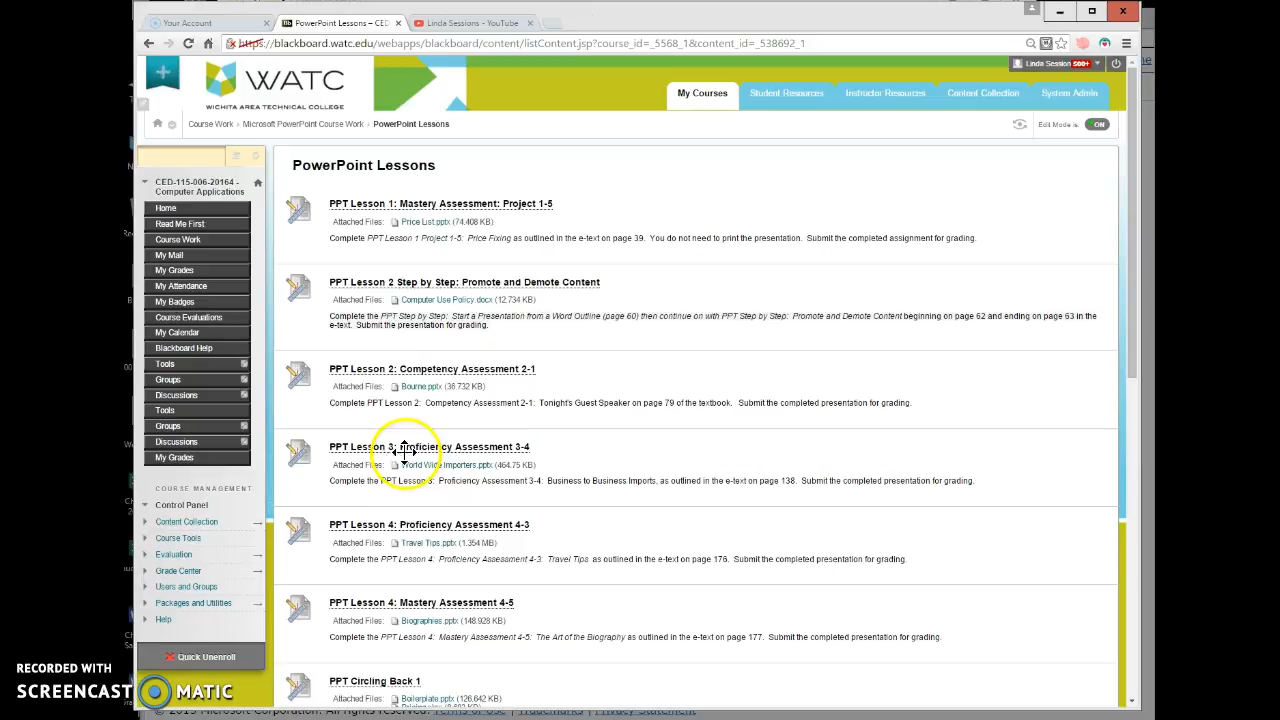 Your Account
PowerPoint Lessons – CED
Linda Sessions - YouTube
https://blackboard.watc.edu/webapps/blackboard/content/listContent.jsp?course_id=_5568_1&content_id=_538692_1
WATC
WICHITA AREA TECHNICAL COLLEGE
Linda Session 500+
My Courses
Student Resources
Instructor Resources
Content Collection
System Admin
Course Work > Microsoft PowerPoint Course Work > PowerPoint Lessons
Edit Mode is: ON
CED-115-006-20164 -
Computer Applications
Home
Read Me First
Course Work
My Mail
My Grades
My Attendance
My Badges
Course Evaluations
My Calendar
Blackboard Help
Tools
Groups
Discussions
Tools
Groups
Discussions
My Grades
COURSE MANAGEMENT
Control Panel
Content Collection
Course Tools
Evaluation
Grade Center
Users and Groups
Packages and Utilities
Help
Quick Unenroll
PowerPoint Lessons
PPT Lesson 1: Mastery Assessment: Project 1-5
Attached Files: Price List.pptx (74.408 KB)
Complete PPT Lesson 1 Project 1-5: Price Fixing as outlined in the e-text on page 39. You do not need to print the presentation. Submit the completed assignment for grading.
PPT Lesson 2 Step by Step: Promote and Demote Content
Attached Files: Computer Use Policy.docx (12.734 KB)
Complete the PPT Step by Step: Start a Presentation from a Word Outline (page 60) then continue on with PPT Step by Step: Promote and Demote Content beginning on page 62 and ending on page 63 in the
e-text. Submit the presentation for grading.
PPT Lesson 2: Competency Assessment 2-1
Attached Files: Bourne.pptx (36.732 KB)
Complete PPT Lesson 2: Competency Assessment 2-1: Tonight's Guest Speaker on page 79 of the textbook. Submit the completed presentation for grading.
PPT Lesson 3: Proficiency Assessment 3-4
Attached Files: World Wide Importers.pptx (464.75 KB)
Complete the PPT Lesson 3: Proficiency Assessment 3-4: Business to Business Imports, as outlined in the e-text on page 138. Submit the completed presentation for grading.
PPT Lesson 4: Proficiency Assessment 4-3
Attached Files: Travel Tips.pptx (1.354 MB)
Complete the PPT Lesson 4: Proficiency Assessment 4-3: Travel Tips as outlined in the e-text on page 176. Submit the completed presentation for grading.
PPT Lesson 4: Mastery Assessment 4-5
Attached Files: Biographies.pptx (148.928 KB)
Complete the PPT Lesson 4: Mastery Assessment 4-5: The Art of the Biography as outlined in the e-text on page 177. Submit the completed presentation for grading.
PPT Circling Back 1
Attached Files: Boilerplate.pptx (126.642 KB)
RECORDED WITH
SCREENCAST MATIC
© 2015 Microsoft Corporation. All rights reserved. Terms of Use | Trademarks | Privacy Statement